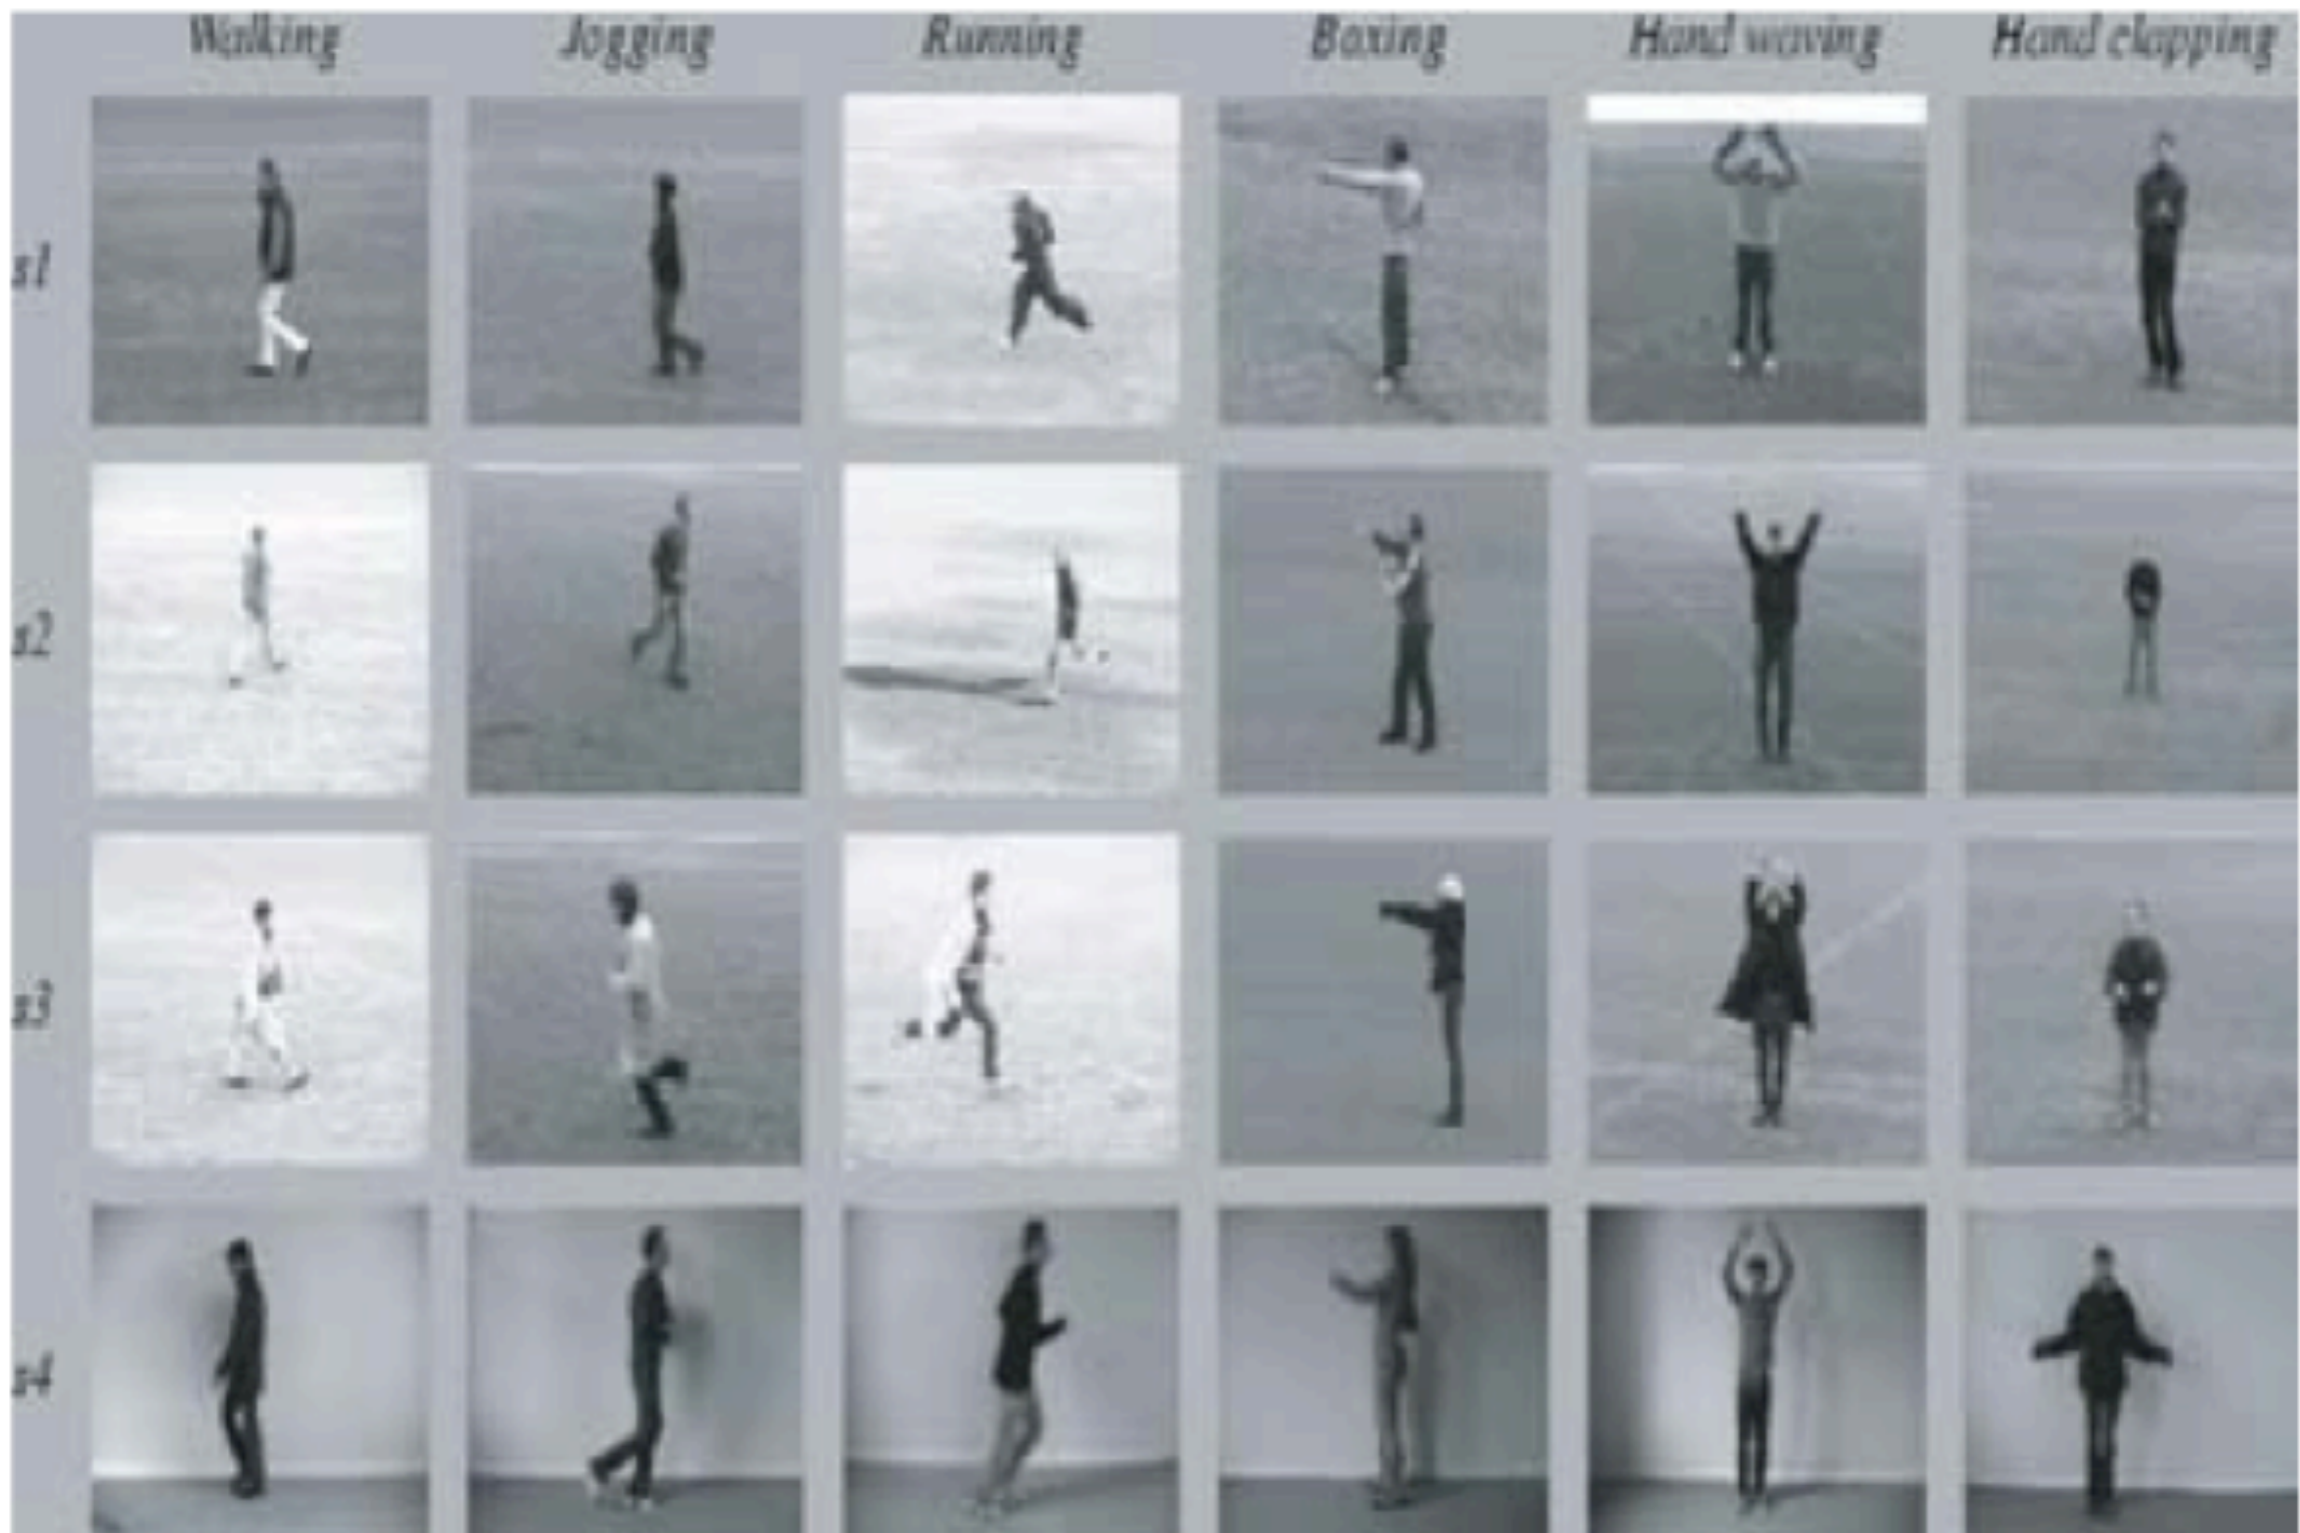 Walking Jogging Running Boxing Hand waving Hand clapping
s1
s2
s3
s4